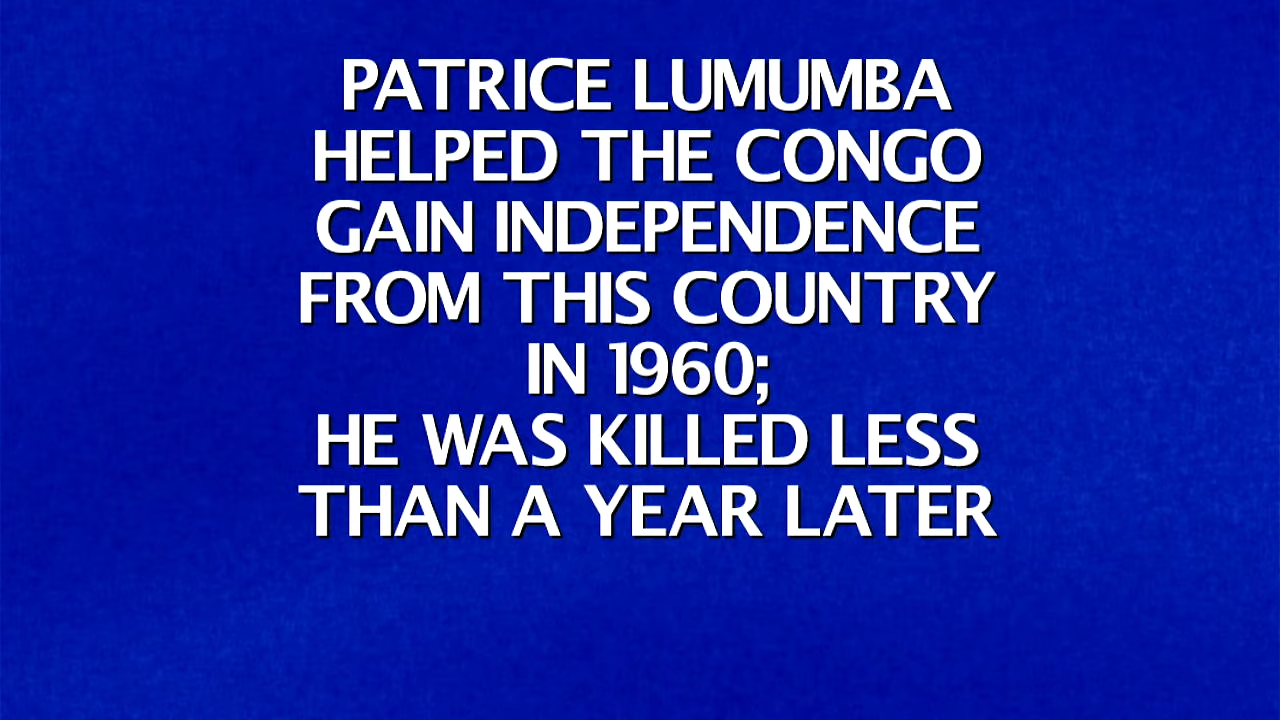 PATRICE LUMUMBA
HELPED THE CONGO
GAIN INDEPENDENCE
FROM THIS COUNTRY
IN 1960;
HE WAS KILLED LESS
THAN A YEAR LATER